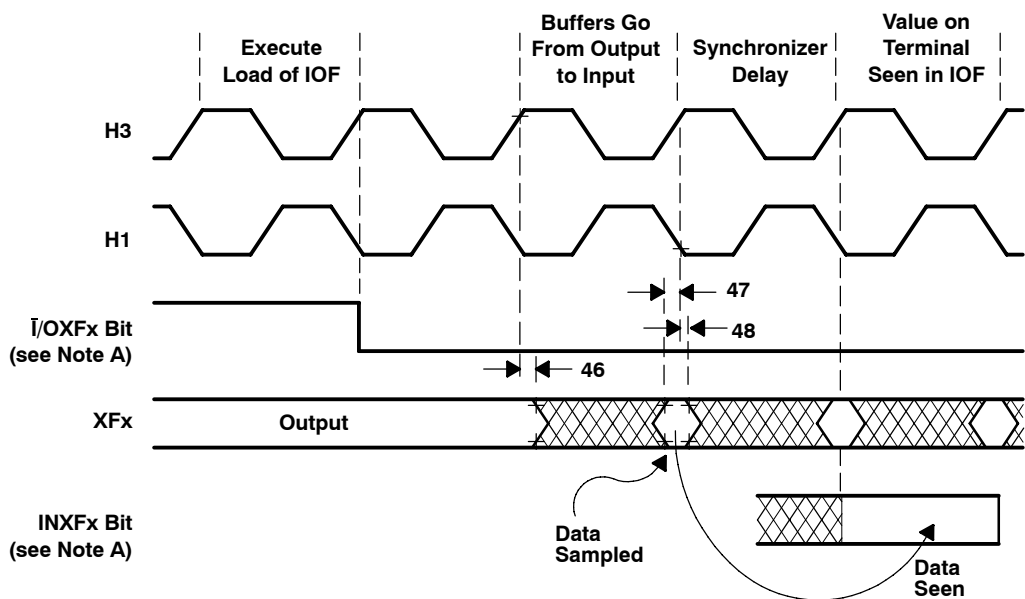 Execute
Load of IOF
Buffers Go
From Output
to Input
Synchronizer
Delay
Value on
Terminal
Seen in IOF
H3
H1
47
Ī/OXFx Bit
(see Note A)
48
46
XFx
Output
INXFx Bit
(see Note A)
Data
Sampled
Data
Seen